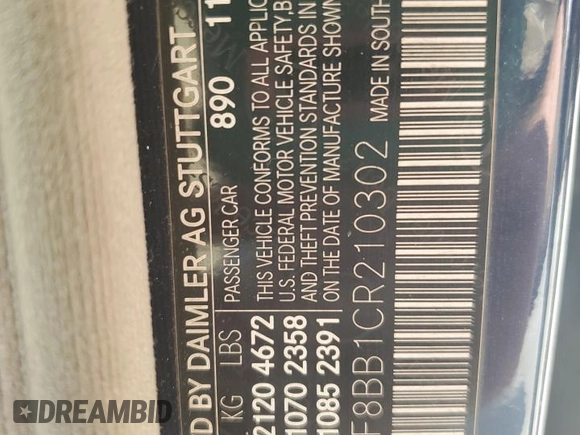 D BY DAIMLER AG STUTTGART
890 11
KG LBS PASSENGER CAR
2120 4672 THIS VEHICLE CONFORMS TO ALL APPLIC
1070 2358 U.S. FEDERAL MOTOR VEHICLE SAFETY, B
1085 2391 AND THEFT PREVENTION STANDARDS IN
ON THE DATE OF MANUFACTURE SHOWN
F8BB1CR210302 MADE IN SOUTH
DREAMBID